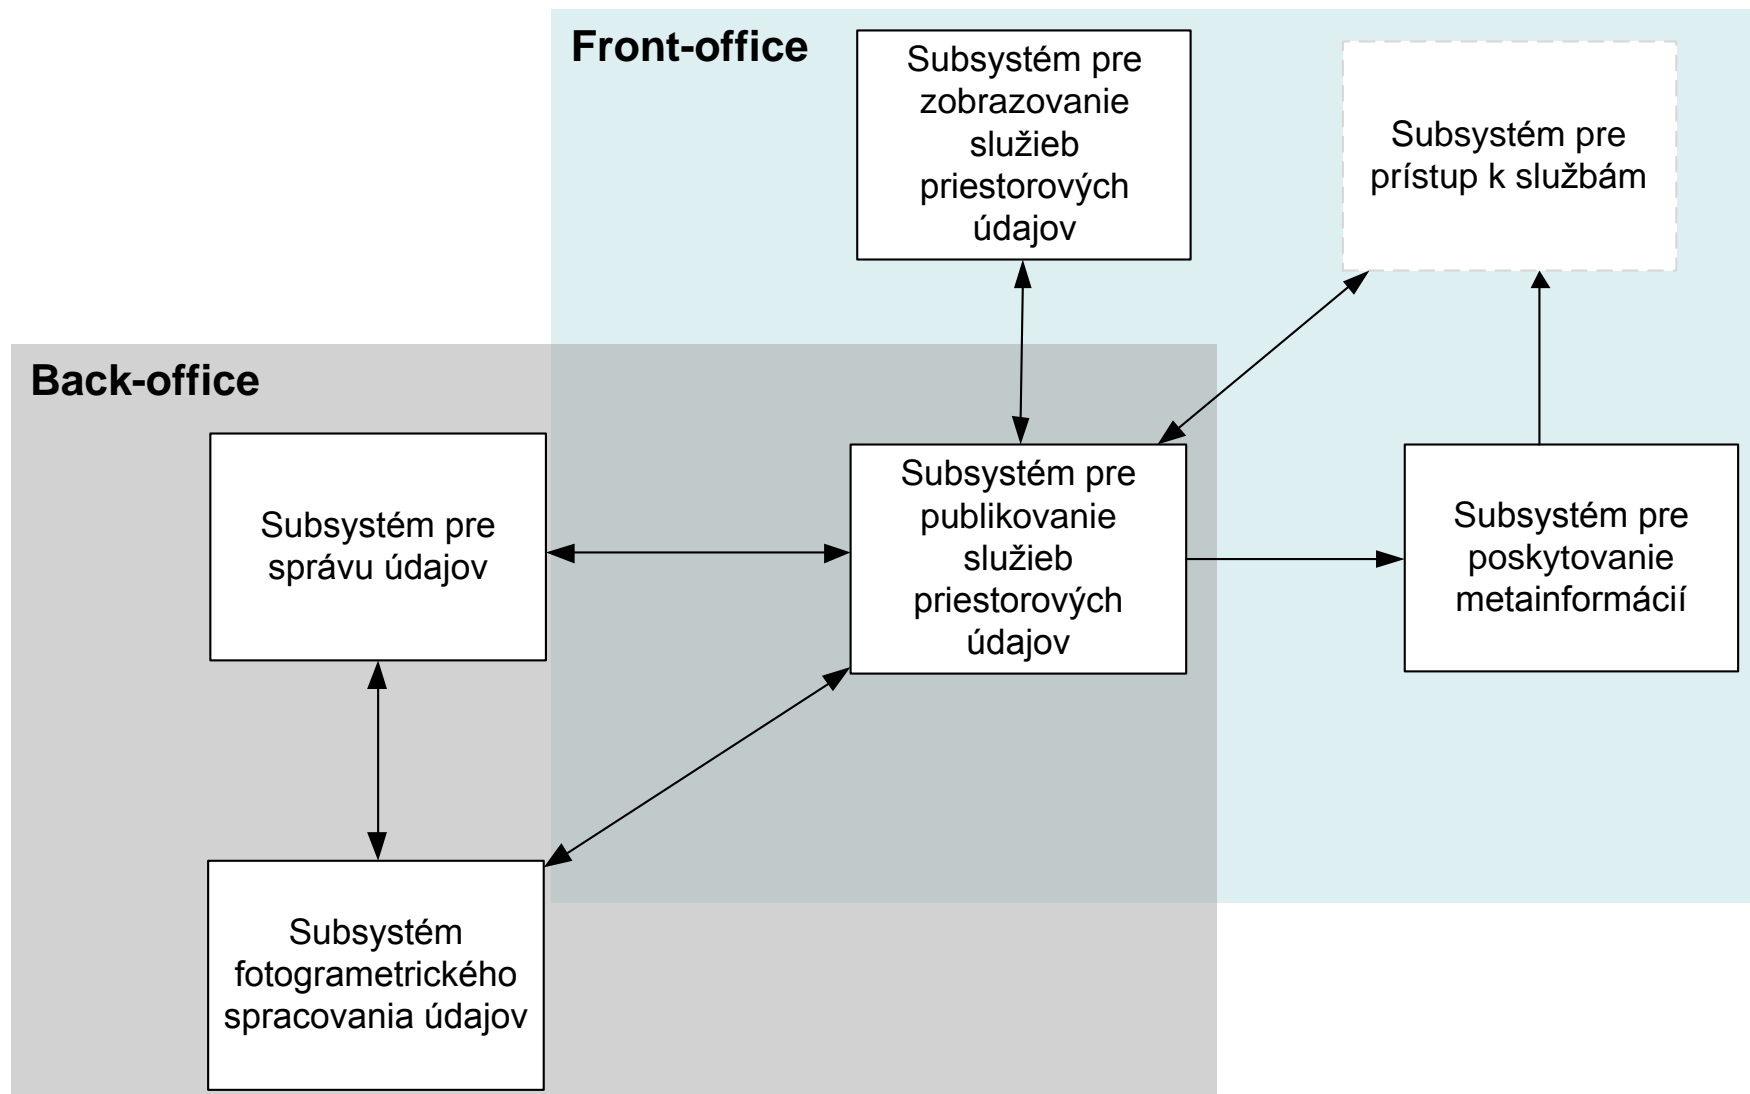 Front-office
Subsystém pre
zobrazovanie
služieb
priestorových
údajov
Subsystém pre
prístup k službám
Back-office
Subsystém pre
správu údajov
Subsystém pre
publikovanie
služieb
priestorových
údajov
Subsystém pre
poskytovanie
metainformácií
Subsystém
fotogrametrického
spracovania údajov